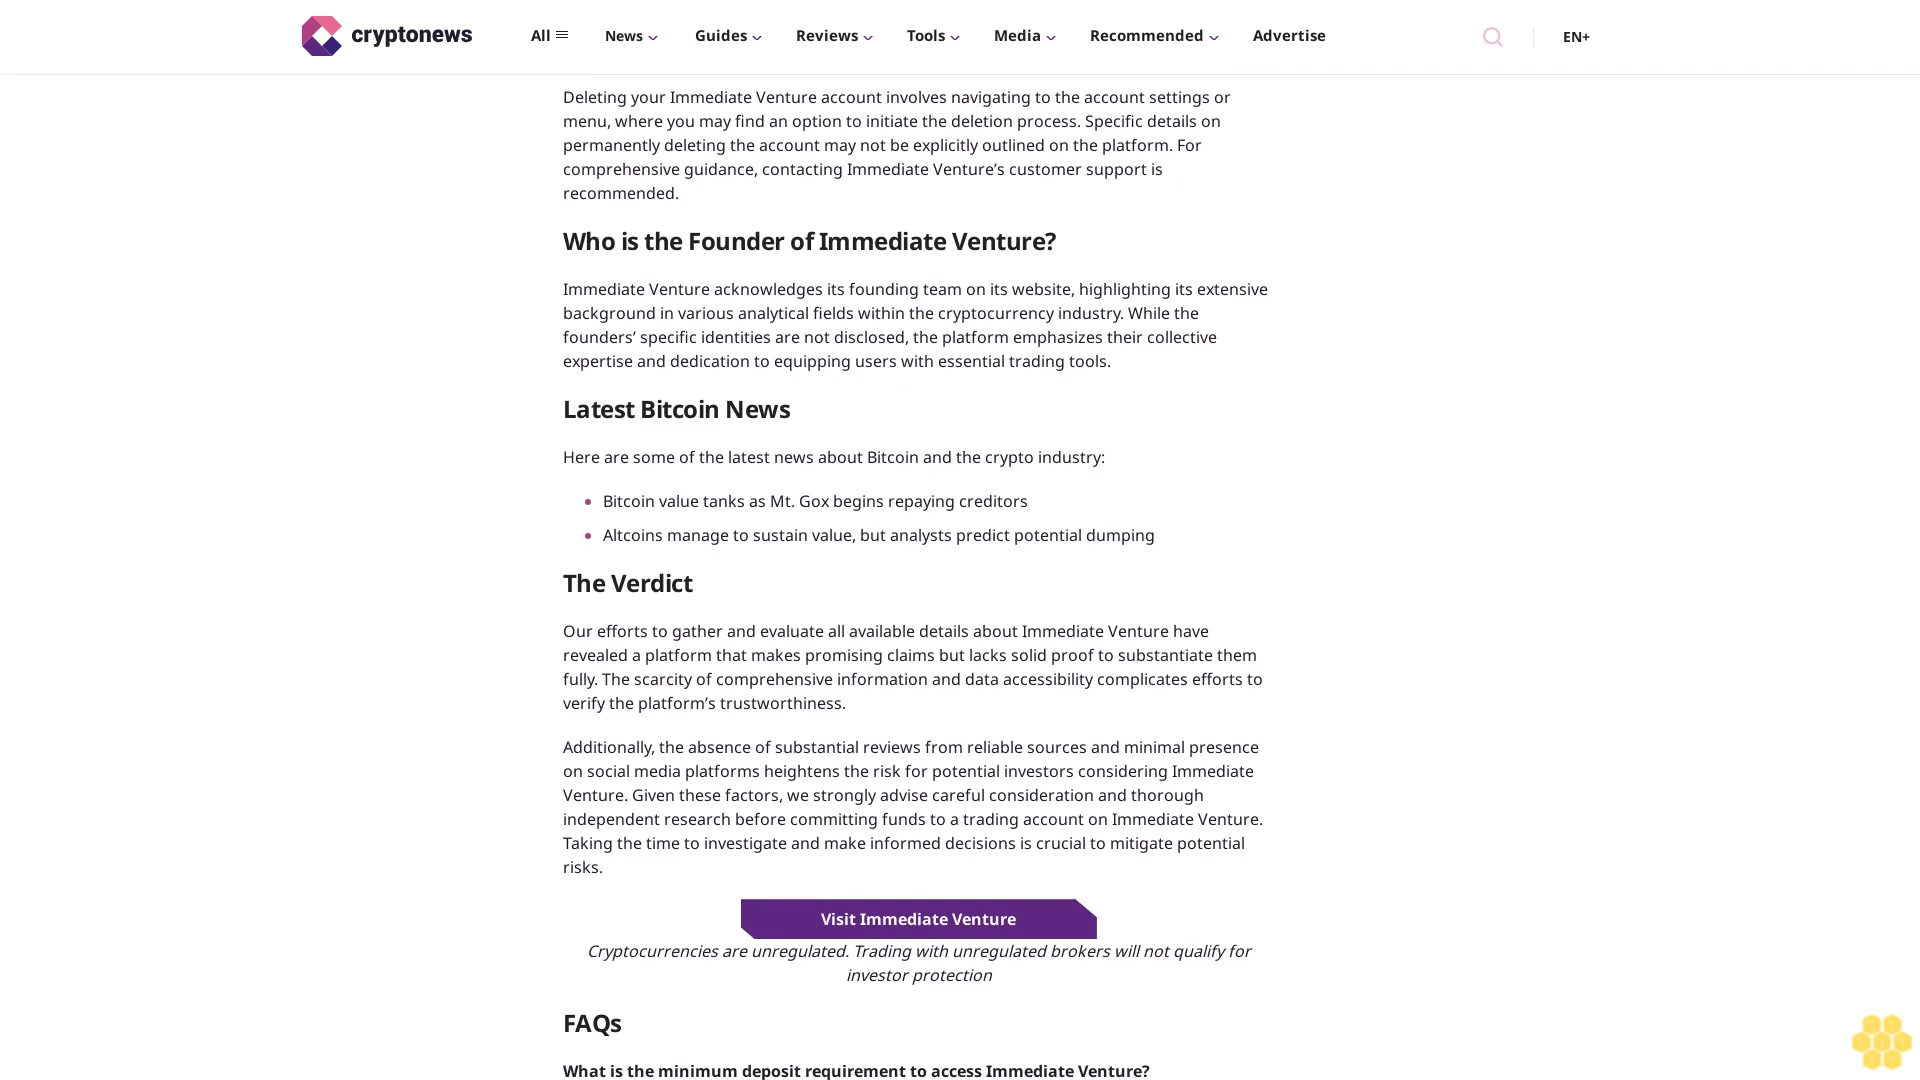 cryptonews All News Guides Reviews Tools Media Recommended Advertise EN+
Deleting your Immediate Venture account involves navigating to the account settings or
menu, where you may find an option to initiate the deletion process. Specific details on
permanently deleting the account may not be explicitly outlined on the platform. For
comprehensive guidance, contacting Immediate Venture’s customer support is
recommended.
Who is the Founder of Immediate Venture?
Immediate Venture acknowledges its founding team on its website, highlighting its extensive
background in various analytical fields within the cryptocurrency industry. While the
founders’ specific identities are not disclosed, the platform emphasizes their collective
expertise and dedication to equipping users with essential trading tools.
Latest Bitcoin News
Here are some of the latest news about Bitcoin and the crypto industry:
Bitcoin value tanks as Mt. Gox begins repaying creditors
Altcoins manage to sustain value, but analysts predict potential dumping
The Verdict
Our efforts to gather and evaluate all available details about Immediate Venture have
revealed a platform that makes promising claims but lacks solid proof to substantiate them
fully. The scarcity of comprehensive information and data accessibility complicates efforts to
verify the platform’s trustworthiness.
Additionally, the absence of substantial reviews from reliable sources and minimal presence
on social media platforms heightens the risk for potential investors considering Immediate
Venture. Given these factors, we strongly advise careful consideration and thorough
independent research before committing funds to a trading account on Immediate Venture.
Taking the time to investigate and make informed decisions is crucial to mitigate potential
risks.
Visit Immediate Venture
Cryptocurrencies are unregulated. Trading with unregulated brokers will not qualify for
investor protection
FAQs
What is the minimum deposit requirement to access Immediate Venture?